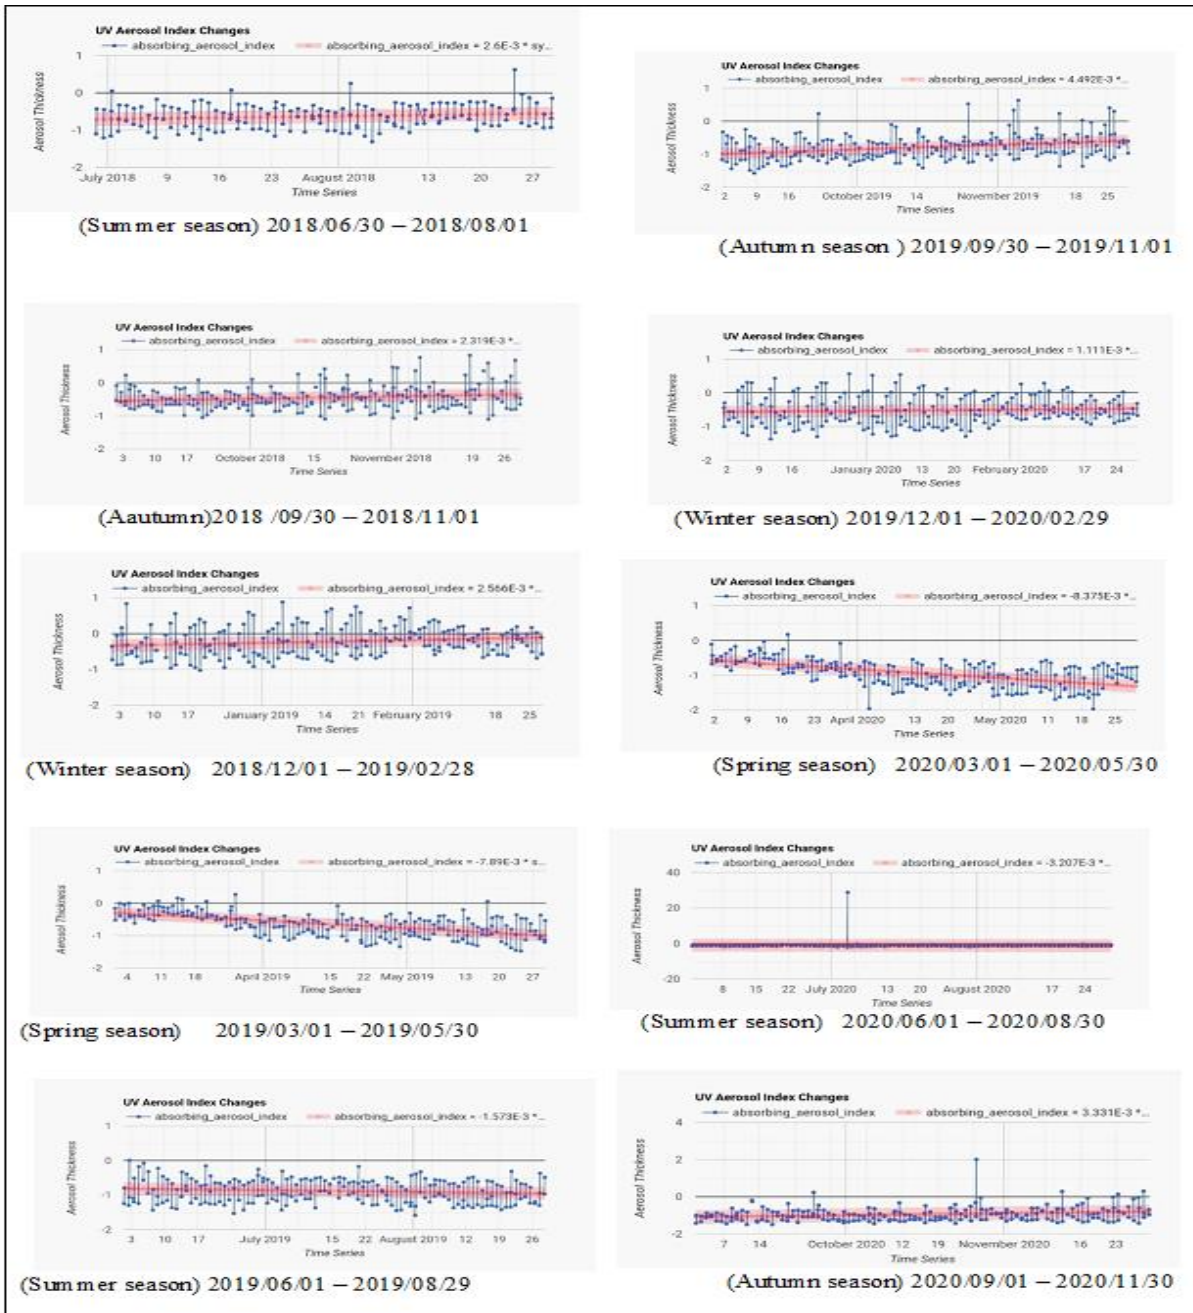 UV Aerosol Index Changes
absorbing_aerosol_index absorbing_aerosol_index = 2.6E-3 * sy...
1
0
-1
-2
Aerosol Thickness
July 2018 9 16 23 August 2018 13 20 27
Time Series
(Summer season) 2018/06/30 – 2018/08/01
UV Aerosol Index Changes
absorbing_aerosol_index absorbing_aerosol_index = 4.492E-3 *...
1
0
-1
-2
Aerosol Thickness
2 9 16 October 2019 14 November 2019 18 25
Time Series
(Autumn season ) 2019/09/30 – 2019/11/01
UV Aerosol Index Changes
absorbing_aerosol_index absorbing_aerosol_index = 2.319E-3 *...
1
0
-1
-2
Aerosol Thickness
3 10 17 October 2018 15 November 2018 19 26
Time Series
(Aautumn)2018 /09/30 – 2018/11/01
UV Aerosol Index Changes
absorbing_aerosol_index absorbing_aerosol_index = 1.111E-3 *...
1
0
-1
-2
Aerosol Thickness
2 9 16 January 2020 13 20 February 2020 17 24
Time Series
(Winter season) 2019/12/01 – 2020/02/29
UV Aerosol Index Changes
absorbing_aerosol_index absorbing_aerosol_index = 2.566E-3 *...
1
0
-1
-2
Aerosol Thickness
3 10 17 January 2019 14 21 February 2019 18 25
Time Series
(Winter season) 2018/12/01 – 2019/02/28
UV Aerosol Index Changes
absorbing_aerosol_index absorbing_aerosol_index = -8.375E-3 *...
1
0
-1
-2
Aerosol Thickness
2 9 16 23 April 2020 13 20 May 2020 11 18 25
Time Series
(Spring season) 2020/03/01 – 2020/05/30
UV Aerosol Index Changes
absorbing_aerosol_index absorbing_aerosol_index = -7.89E-3 * s...
1
0
-1
-2
Aerosol Thickness
4 11 18 April 2019 15 22 May 2019 13 20 27
Time Series
(Spring season) 2019/03/01 – 2019/05/30
UV Aerosol Index Changes
absorbing_aerosol_index absorbing_aerosol_index = -3.207E-3 *...
40
20
0
-20
Aerosol Thickness
8 15 22 July 2020 13 20 August 2020 17 24
Time Series
(Summer season) 2020/06/01 – 2020/08/30
UV Aerosol Index Changes
absorbing_aerosol_index absorbing_aerosol_index = -1.573E-3 *...
1
0
-1
-2
Aerosol Thickness
3 10 17 July 2019 15 22 August 2019 12 19 26
Time Series
(Summer season) 2019/06/01 – 2019/08/29
UV Aerosol Index Changes
absorbing_aerosol_index absorbing_aerosol_index = 3.331E-3 *...
4
2
0
-2
Aerosol Thickness
7 14 October 2020 12 19 November 2020 16 23
Time Series
(Autumn season) 2020/09/01 – 2020/11/30